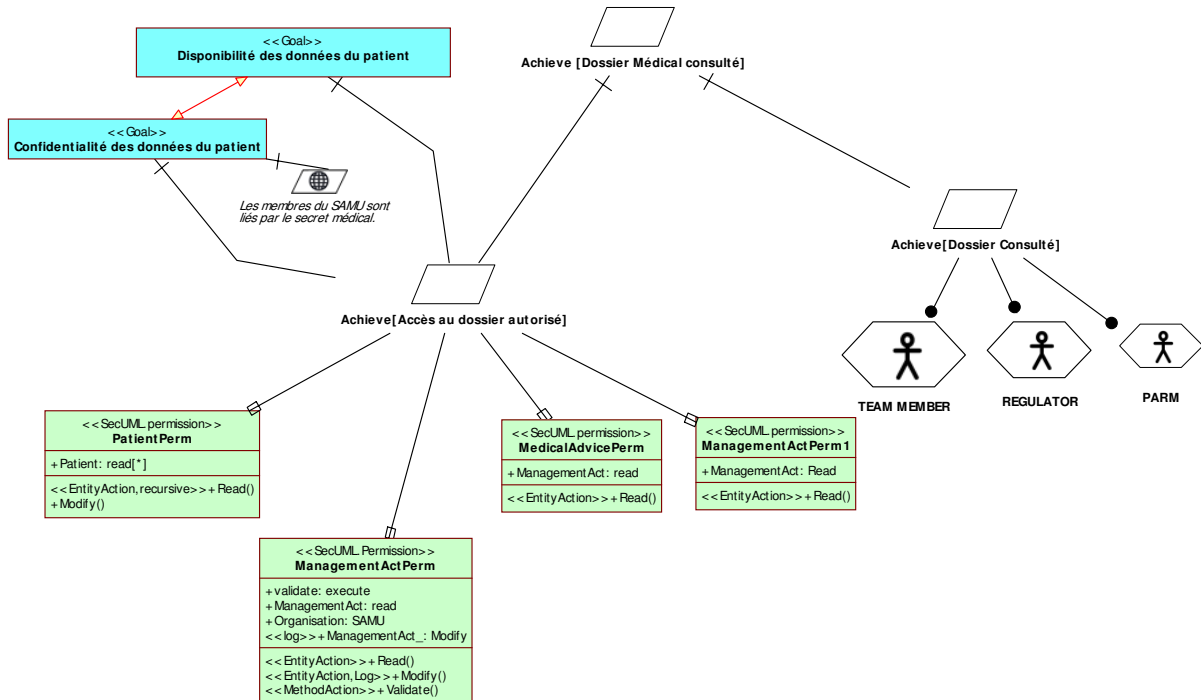 <<Goal>>
Disponibilité des données du patient
Achieve [Dossier Médical consulté]
<<Goal>>
Confidentialité des données du patient
Les membres du SAMU sont
liés par le secret médical.
Achieve[Dossier Consulté]
Achieve[Accès au dossier autorisé]
TEAM MEMBER
REGULATOR
PARM
<<SecUML.permission>>
PatientPerm
+Patient: read[*]
<<EntityAction,recursive>>+Read()
+Modify()
<<SecUML.permission>>
MedicalAdvicePerm
+ManagementAct: read
<<EntityAction>>+Read()
<<SecUML.permission>>
ManagementActPerm1
+ManagementAct: Read
<<EntityAction>>+Read()
<<SecUML.Permission>>
ManagementActPerm
+validate: execute
+ManagementAct: read
+Organisation: SAMU
<<log>>+ManagementAct_: Modify
<<EntityAction>>+Read()
<<EntityAction,Log>>+Modify()
<<MethodAction>>+Validate()